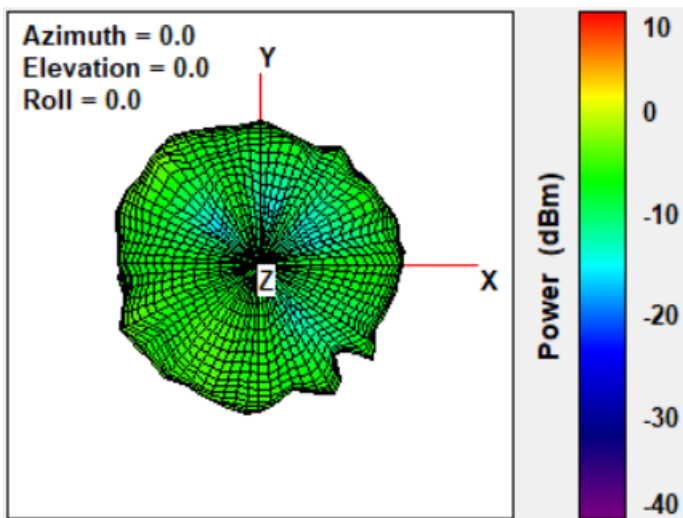 Azimuth = 0.0
Elevation = 0.0
Roll = 0.0
Y
X
Z
Power (dBm)
10
0
-10
-20
-30
-40